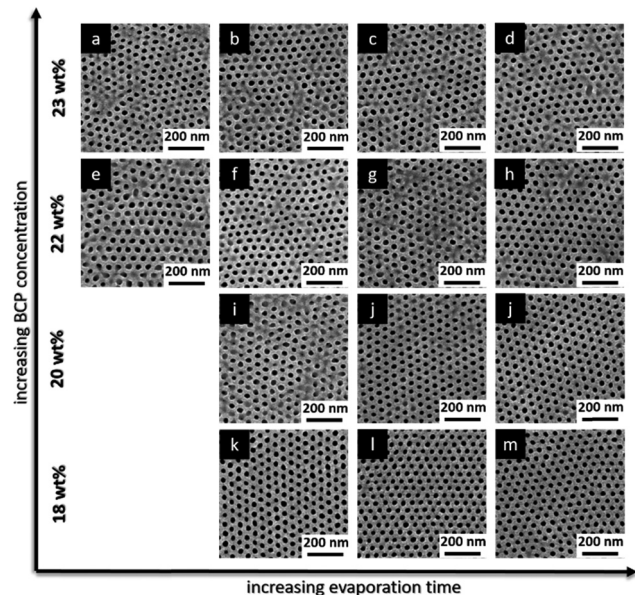 increasing BCP concentration
23 wt%
a
b
c
d
200 nm
200 nm
200 nm
200 nm
22 wt%
e
f
g
h
200 nm
200 nm
200 nm
200 nm
20 wt%
i
j
j
200 nm
200 nm
200 nm
18 wt%
k
l
m
200 nm
200 nm
200 nm
increasing evaporation time